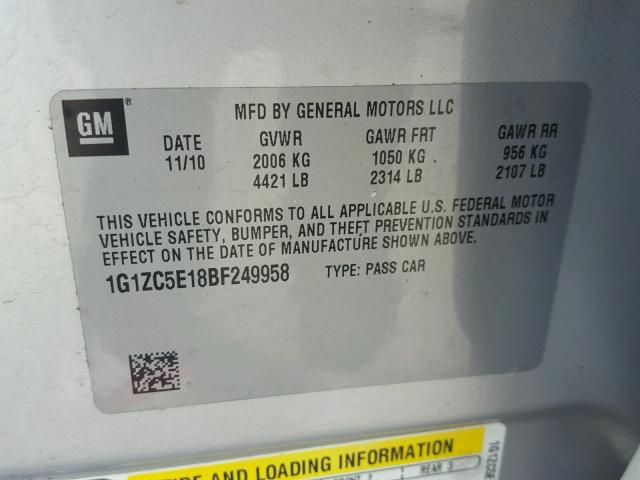 GM®
MFD BY GENERAL MOTORS LLC
DATE GVWR GAWR FRT GAWR RR
11/10 2006 KG 1050 KG 956 KG
4421 LB 2314 LB 2107 LB
THIS VEHICLE CONFORMS TO ALL APPLICABLE U.S. FEDERAL MOTOR
VEHICLE SAFETY, BUMPER, AND THEFT PREVENTION STANDARDS IN
EFFECT ON THE DATE OF MANUFACTURE SHOWN ABOVE.
1G1ZC5E18BF249958 TYPE: PASS CAR
AND LOADING INFORMATION
REAR 3
1G1ZC5E